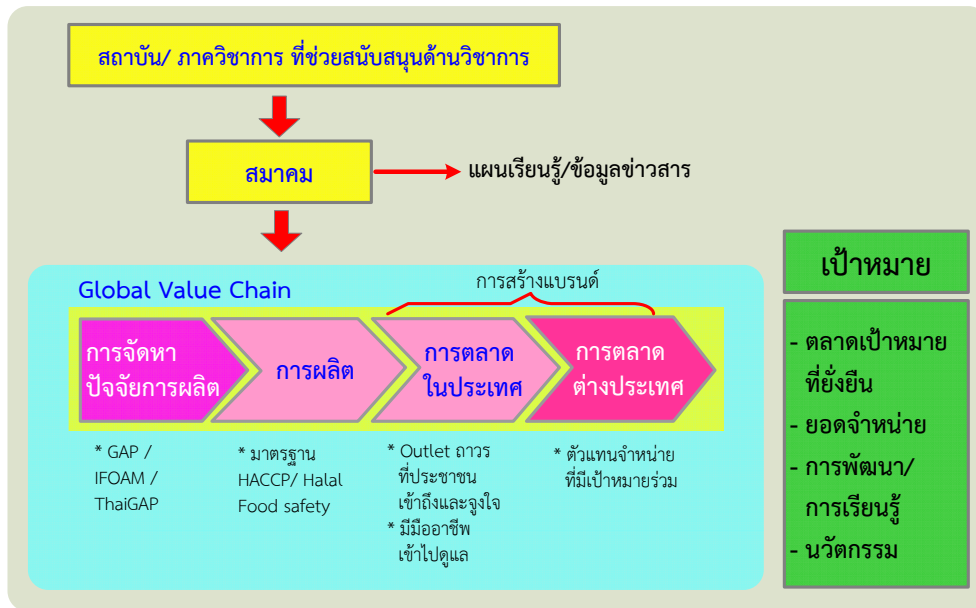 สถาบัน/ ภาควิชาการ ที่ช่วยสนับสนุนด้านวิชาการ
สมาคม
แผนเรียนรู้/ข้อมูลข่าวสาร
Global Value Chain
การสร้างแบรนด์
การจัดหา
ปัจจัยการผลิต
การผลิต
การตลาด
ในประเทศ
การตลาด
ต่างประเทศ
* GAP /
IFOAM /
ThaiGAP
* มาตรฐาน
HACCP/ Halal
Food safety
* Outlet ถาวร
ที่ประชาชน
เข้าถึงและจูงใจ
* มีมืออาชีพ
เข้าไปดูแล
* ตัวแทนจำหน่าย
ที่มีเป้าหมายร่วม
เป้าหมาย
- ตลาดเป้าหมาย
ที่ยั่งยืน
- ยอดจำหน่าย
- การพัฒนา/
การเรียนรู้
- นวัตกรรม